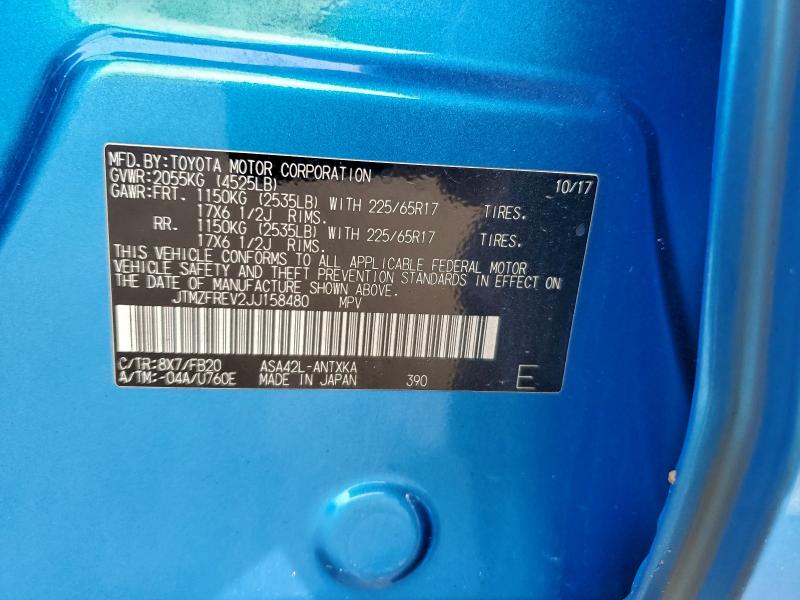 MFD.BY:TOYOTA MOTOR CORPORATION 10/17
GVWR:2055KG (4525LB)
GAWR:FRT. 1150KG (2535LB) WITH 225/65R17 TIRES.
17X6 1/2J RIMS.
RR. 1150KG (2535LB) WITH 225/65R17 TIRES.
17X6 1/2J RIMS.
THIS VEHICLE CONFORMS TO ALL APPLICABLE FEDERAL MOTOR
VEHICLE SAFETY AND THEFT PREVENTION STANDARDS IN EFFECT ON
THE DATE OF MANUFACTURE SHOWN ABOVE.
JTMZFREV2JJ158480 MPV
C/TR:8X7/FB20 ASA42L-ANTXKA
A/TM:-04A/U760E MADE IN JAPAN 390 E